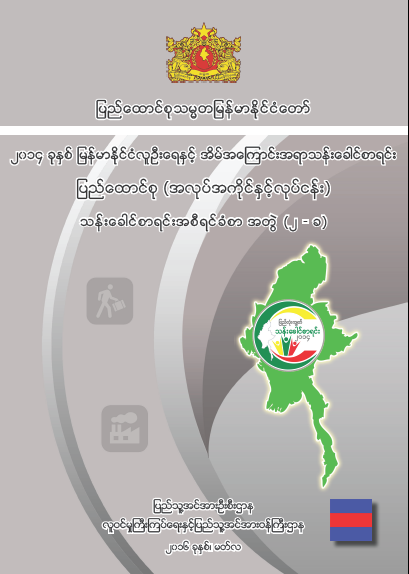 ပြည်ထောင်စုသမ္မတမြန်မာနိုင်ငံတော်
၂၀၁၄ ခုနှစ် မြန်မာနိုင်ငံလူဦးရေနှင့် အိမ်အကြောင်းအရာသန်းခေါင်စာရင်း
ပြည်ထောင်စု (အလုပ်အကိုင်နှင့်လုပ်ငန်း)
သန်းခေါင်စာရင်းအစီရင်ခံစာ အတွဲ (၂ - ခ)
ပြည်လုံးကျွတ်
သန်းခေါင်စာရင်း
၂၀၁၄
ပြည်သူ့အင်အားဦးစီးဌာန
လူဝင်မှုကြီးကြပ်ရေးနှင့်ပြည်သူ့အင်အားဝန်ကြီးဌာန
၂၀၁၆ ခုနှစ်၊ မတ်လ